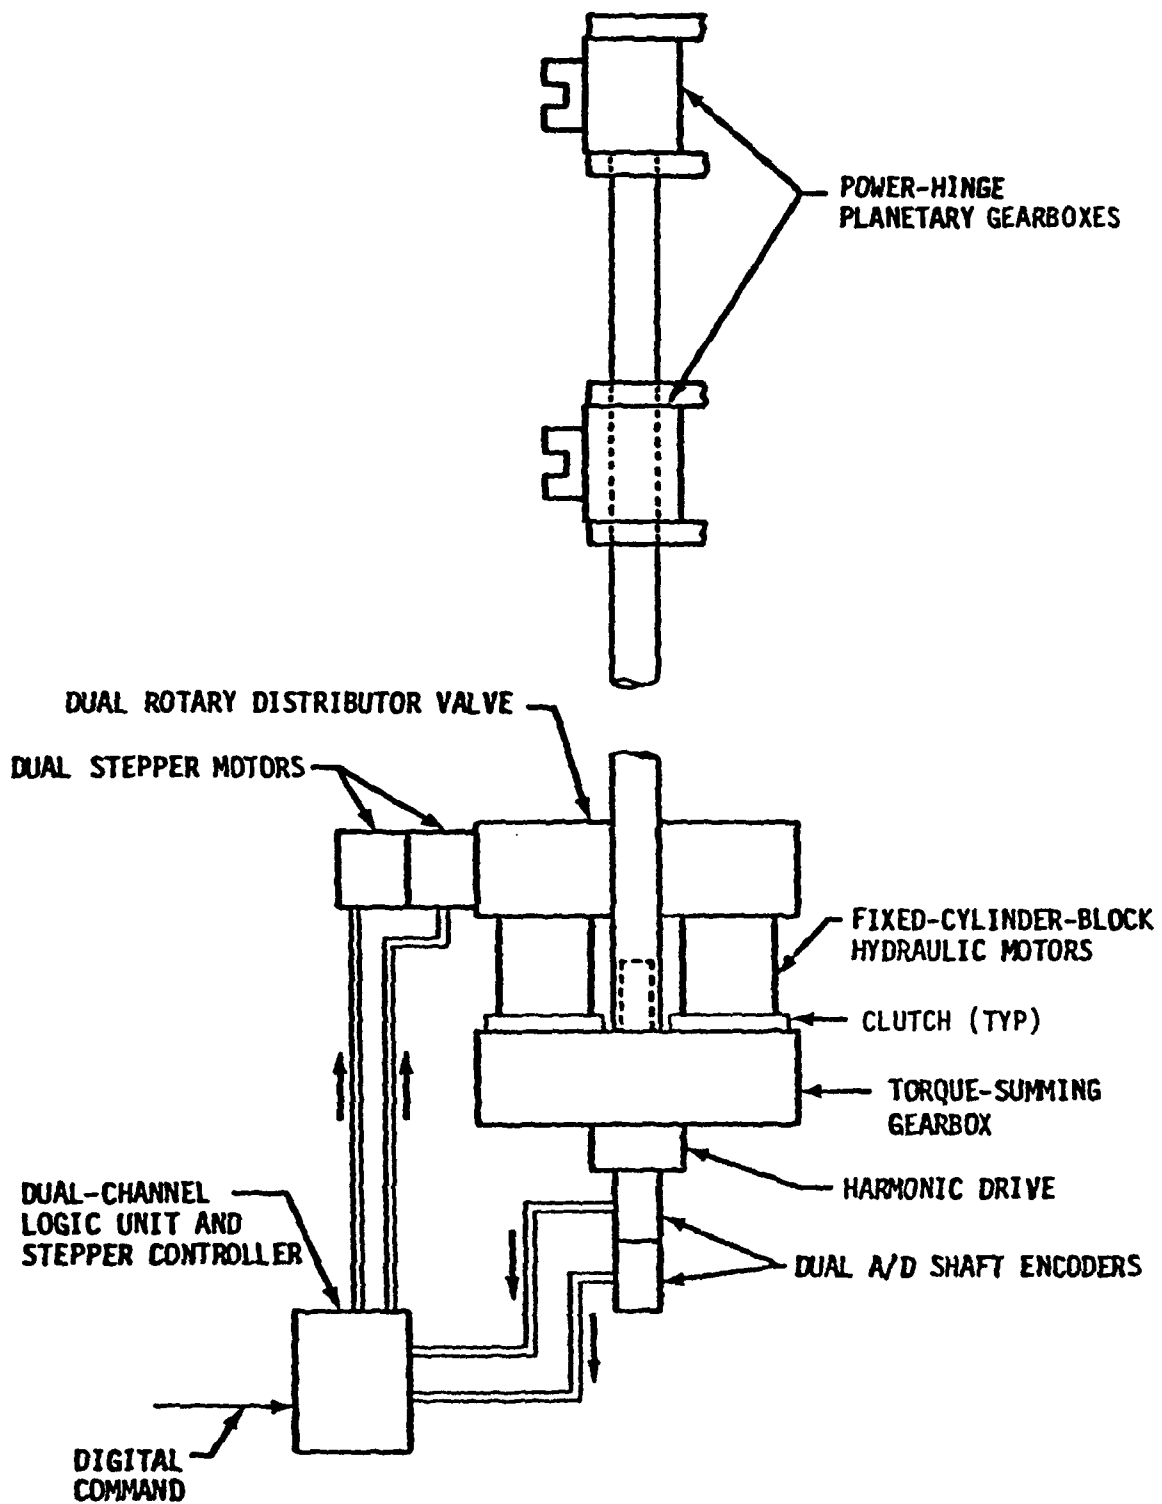 POWER-HINGE
PLANETARY GEARBOXES
DUAL ROTARY DISTRIBUTOR VALVE
DUAL STEPPER MOTORS
FIXED-CYLINDER-BLOCK
HYDRAULIC MOTORS
CLUTCH (TYP)
TORQUE-SUMMING
GEARBOX
HARMONIC DRIVE
DUAL-CHANNEL
LOGIC UNIT AND
STEPPER CONTROLLER
DUAL A/D SHAFT ENCODERS
DIGITAL
COMMAND